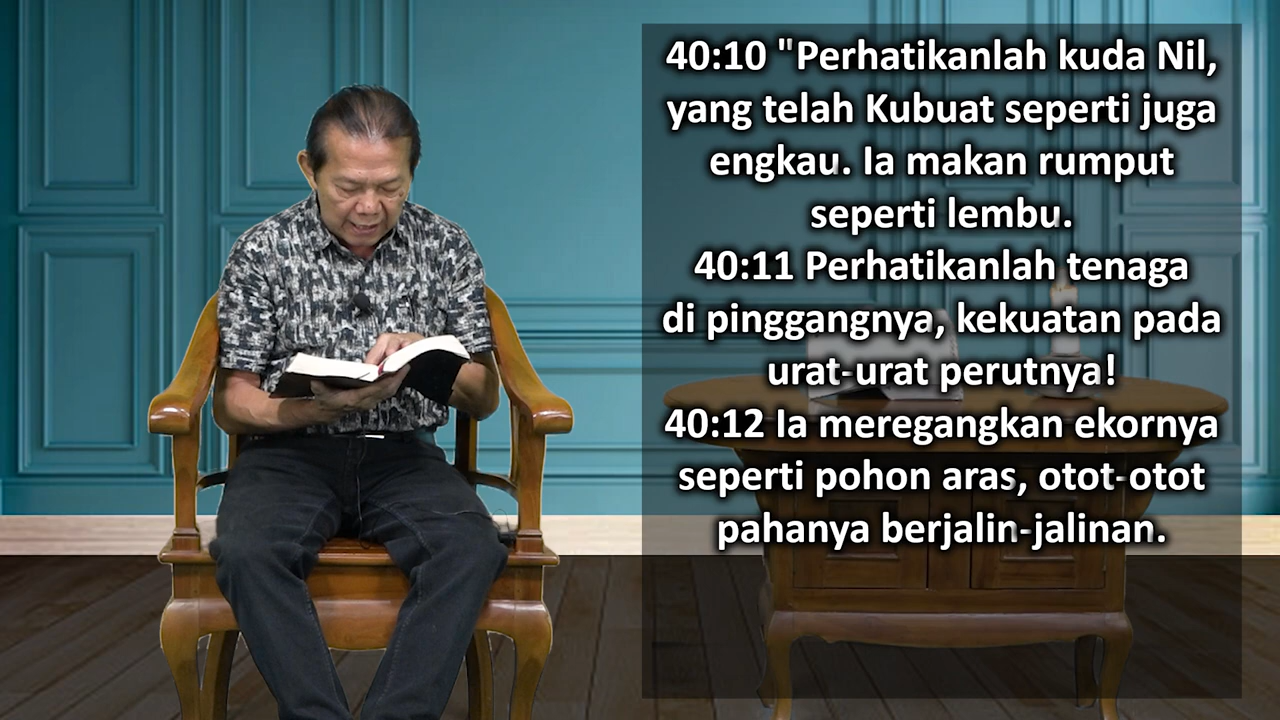 40:10 "Perhatikanlah kuda Nil,
yang telah Kubuat seperti juga
engkau. Ia makan rumput
seperti lembu.
40:11 Perhatikanlah tenaga
di pinggangnya, kekuatan pada
urat-urat perutnya!
40:12 Ia meregangkan ekornya
seperti pohon aras, otot-otot
pahanya berjalin-jalinan.